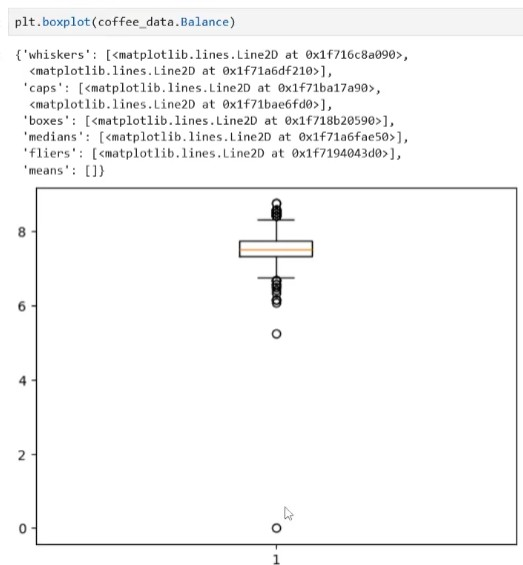 plt.boxplot(coffee_data.Balance)
{'whiskers': [<matplotlib.lines.Line2D at 0x1f716c8a090>,
<matplotlib.lines.Line2D at 0x1f71a6df210>],
'caps': [<matplotlib.lines.Line2D at 0x1f71ba17a90>,
<matplotlib.lines.Line2D at 0x1f71bae6fd0>],
'boxes': [<matplotlib.lines.Line2D at 0x1f718b20590>],
'medians': [<matplotlib.lines.Line2D at 0x1f71a6fae50>],
'fliers': [<matplotlib.lines.Line2D at 0x1f7194043d0>],
'means': []}
8
6
4
2
0
1